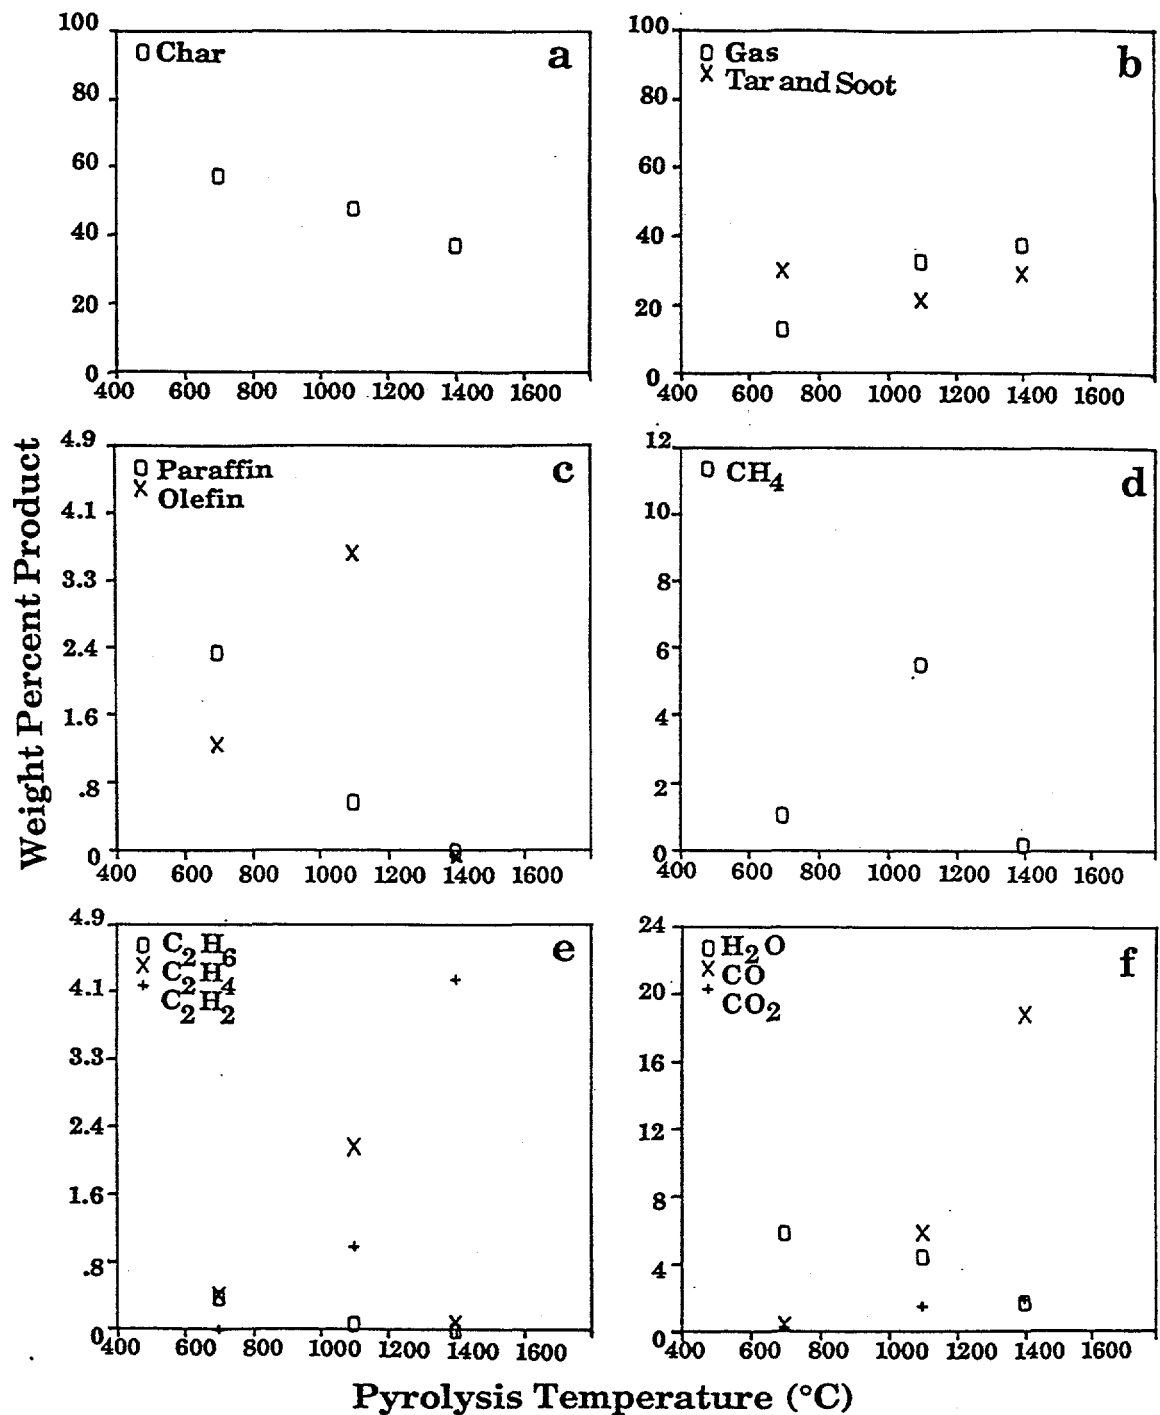 100
80
60
40
20
0
400 600 800 1000 1200 1400 1600
O Char
a
100
80
60
40
20
0
400 600 800 1000 1200 1400 1600
O Gas
X Tar and Soot
b
Weight Percent Product
4.9
4.1
3.3
2.4
1.6
.8
0
400 600 800 1000 1200 1400 1600
O Paraffin
X Olefin
c
12
10
8
6
4
2
0
400 600 800 1000 1200 1400 1600
O CH4
d
4.9
4.1
3.3
2.4
1.6
.8
0
400 600 800 1000 1200 1400 1600
O C2H6
X C2H4
+ C2H2
e
24
20
16
12
8
4
0
400 600 800 1000 1200 1400 1600
O H2O
X CO
+ CO2
f
Pyrolysis Temperature (°C)